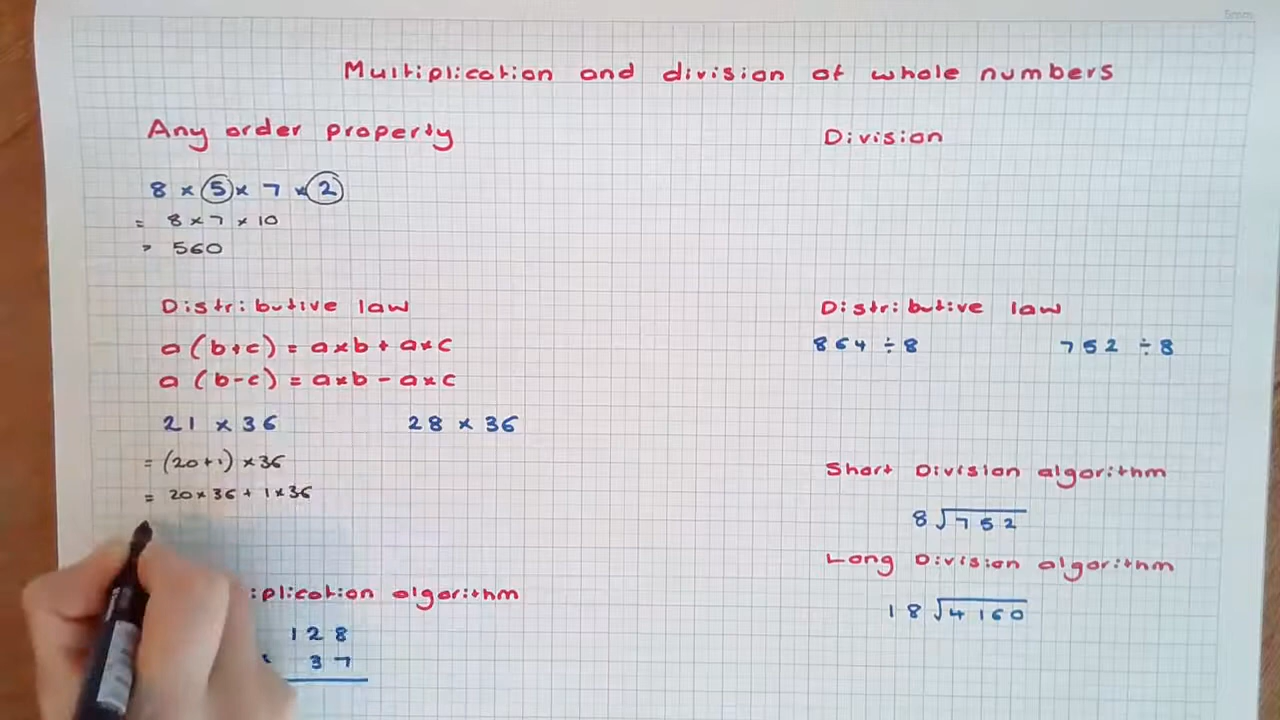 5mm
Multiplication and division of whole numbers
Any order property
8 × 5 × 7 × 2
= 8 × 7 × 10
= 560
Distributive law
a (b+c) = a×b + a×c
a (b-c) = a×b - a×c
21 × 36 28 × 36
= (20+1) × 36
= 20×36 + 1×36
plication algorithm
128
37
Division
Distributive law
864 ÷ 8 752 ÷ 8
Short Division algorithm
8√752
Long Division algorithm
18√4160